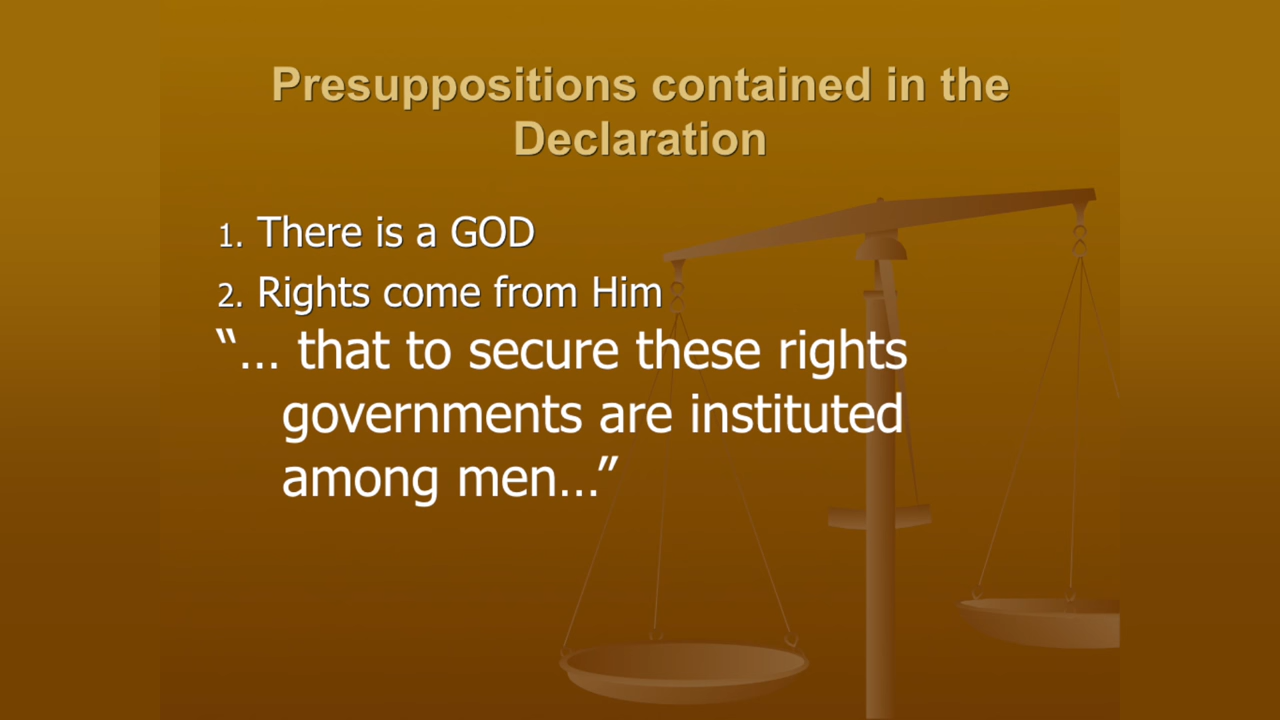 Presuppositions contained in the
Declaration
1. There is a GOD
2. Rights come from Him
“… that to secure these rights
governments are instituted
among men…”